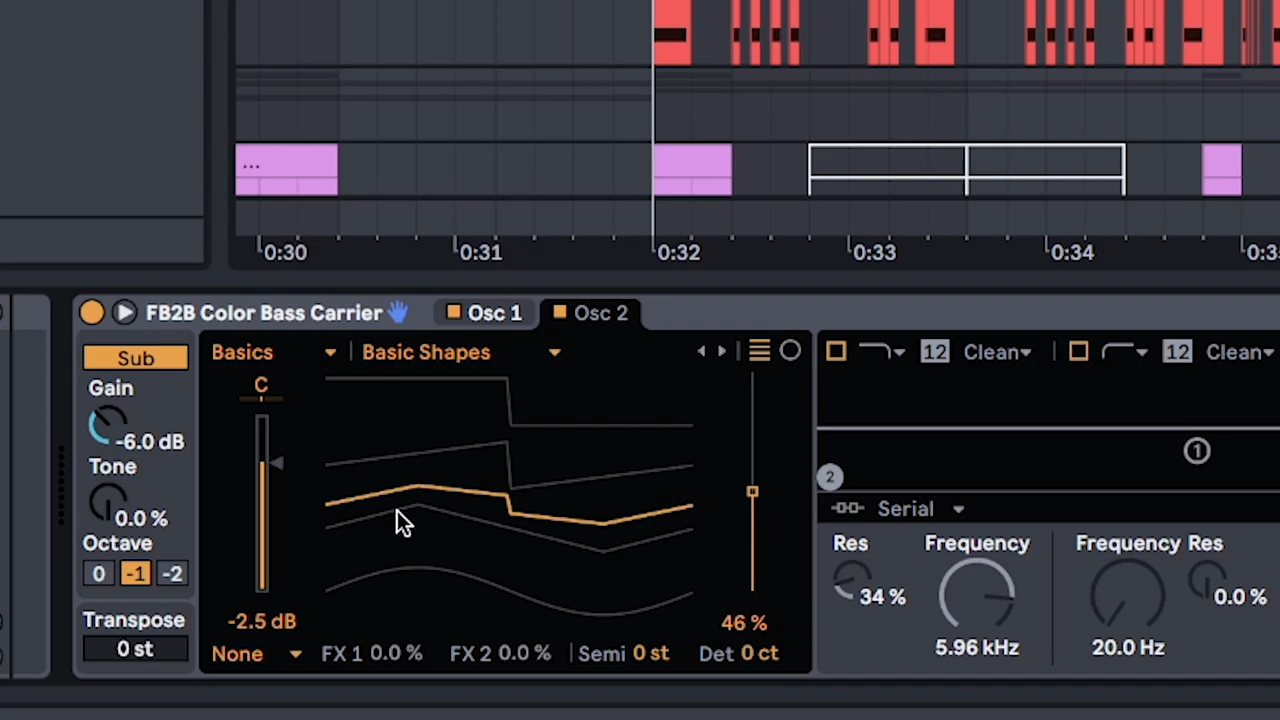 ...
0:30 0:31 0:32 0:33 0:34 0:3
FB2B Color Bass Carrier Osc 1 Osc 2
Sub
Gain
-6.0 dB
Tone
0.0 %
Octave
0 -1 -2
Transpose
0 st
Basics Basic Shapes
C
-2.5 dB
46 %
None FX 1 0.0 % FX 2 0.0 % Semi 0 st Det 0 ct
12 Clean 12 Clean
1
2
Serial
Res Frequency Frequency Res
34 % 0.0 %
5.96 kHz 20.0 Hz